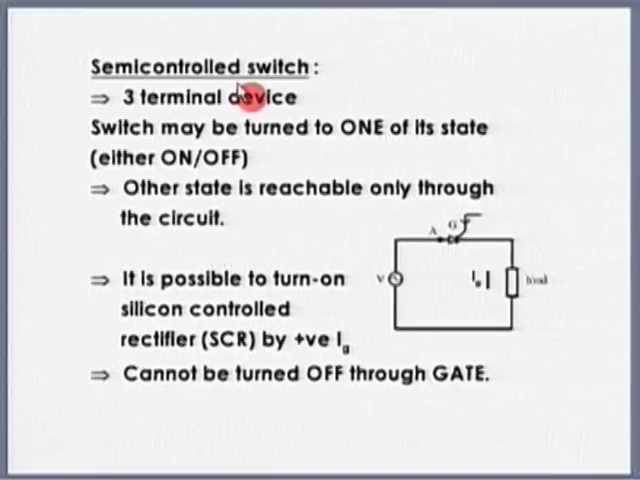 Semicontrolled switch :
⇒ 3 terminal device
Switch may be turned to ONE of its state
(either ON/OFF)
⇒ Other state is reachable only through
the circuit.
A G
⇒ It is possible to turn-on
silicon controlled
rectifier (SCR) by +ve Ig
V
load
⇒ Cannot be turned OFF through GATE.